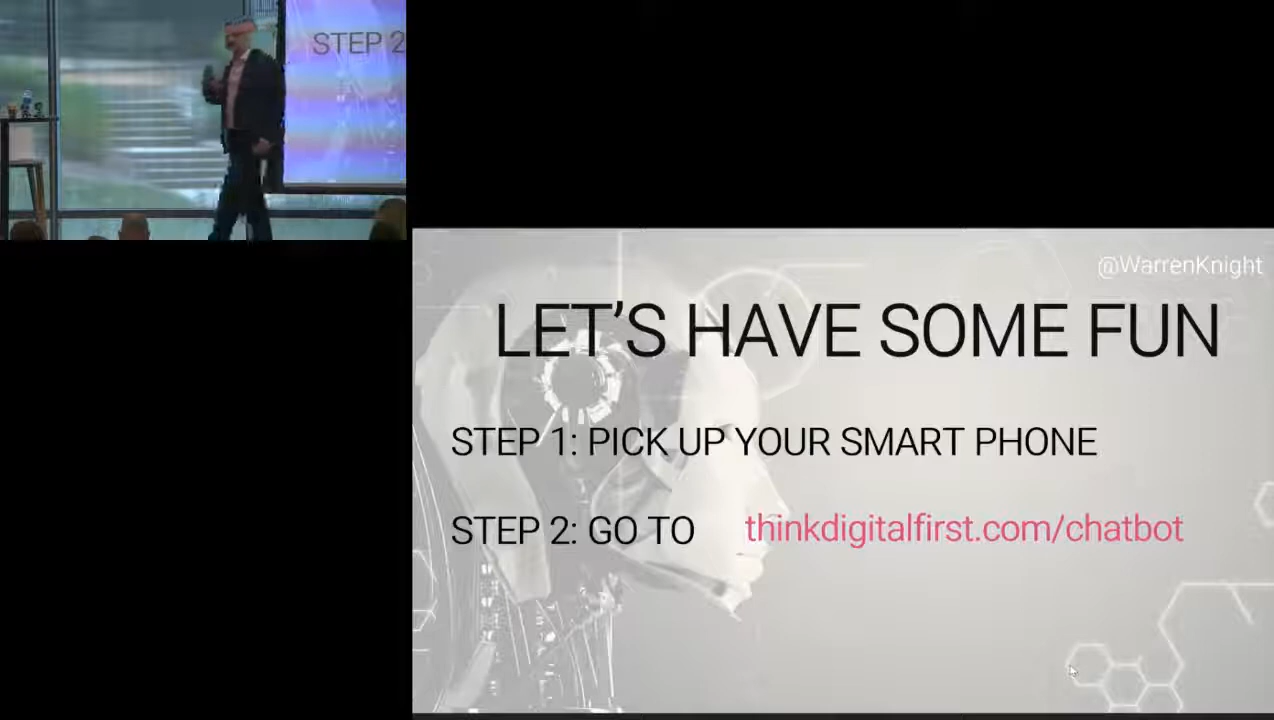 STEP 2
@WarrenKnight
LET'S HAVE SOME FUN
STEP 1: PICK UP YOUR SMART PHONE
STEP 2: GO TO thinkdigitalfirst.com/chatbot